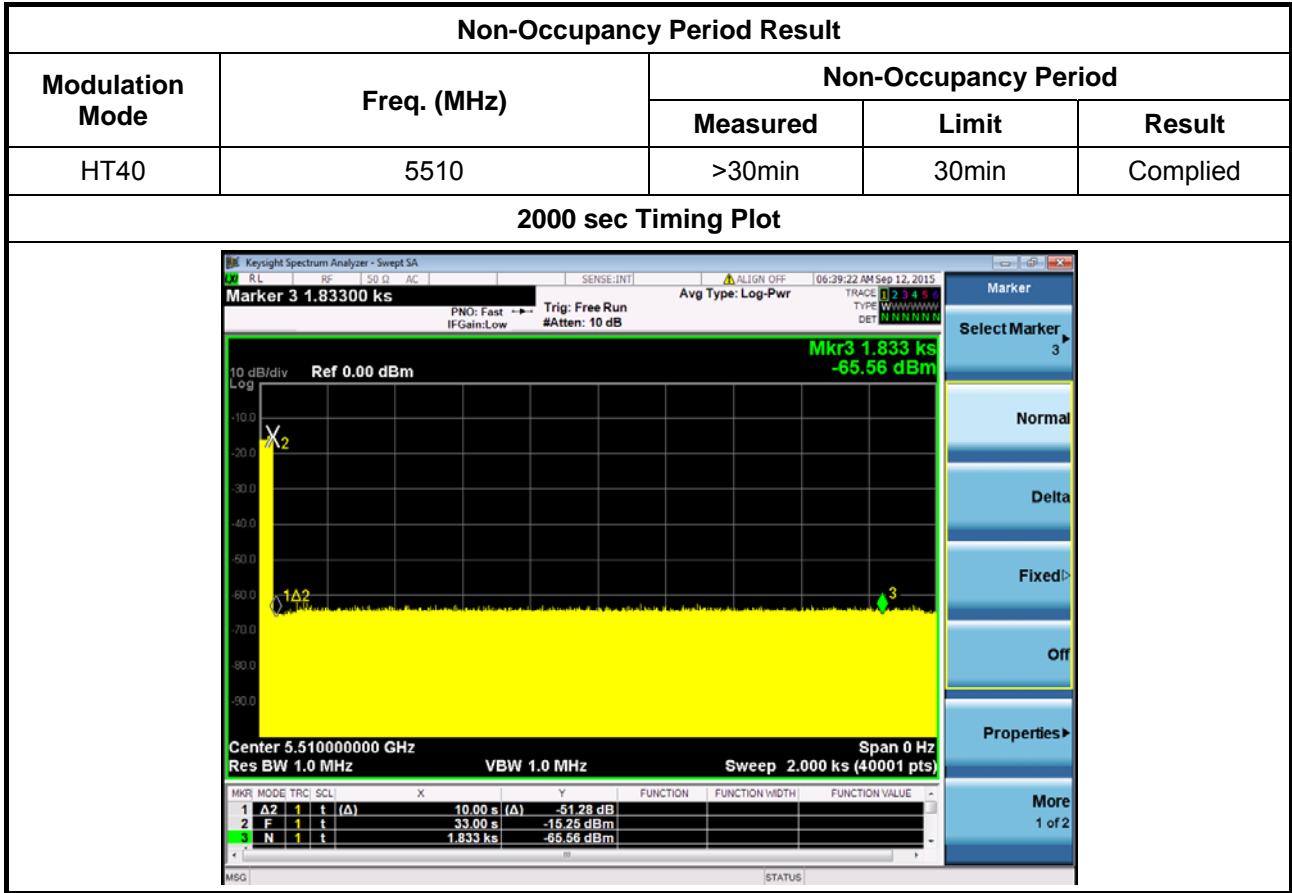 Non-Occupancy Period Result
Modulation Mode
Freq. (MHz)
Non-Occupancy Period
Measured
Limit
Result
HT40
5510
>30min
30min
Complied
2000 sec Timing Plot
Keysight Spectrum Analyzer - Swept SA
RL RF 50 Ω AC SENSE:INT ALIGN OFF 06:39:22 AM Sep 12, 2015
Marker 3 1.83300 ks
PNO: Fast
IFGain:Low
Trig: Free Run
#Atten: 10 dB
Avg Type: Log-Pwr
TRACE 1 2 3 4 5 6
TYPE WWWWWW
DET N N N N N N
Mkr3 1.833 ks
-65.56 dBm
10 dB/div Ref 0.00 dBm
Log
-10.0
-20.0
-30.0
-40.0
-50.0
-60.0
-70.0
-80.0
-90.0
X2
1Δ2
3
Center 5.510000000 GHz
Span 0 Hz
Res BW 1.0 MHz VBW 1.0 MHz Sweep 2.000 ks (40001 pts)
MKR MODE TRC SCL X Y FUNCTION FUNCTION WIDTH FUNCTION VALUE
1 Δ2 1 t (Δ) 10.00 s (Δ) -51.28 dB
2 F 1 t 33.00 s -15.25 dBm
3 N 1 t 1.833 ks -65.56 dBm
MSG
STATUS
Marker
Select Marker
3
Normal
Delta
Fixed
Off
Properties
More
1 of 2